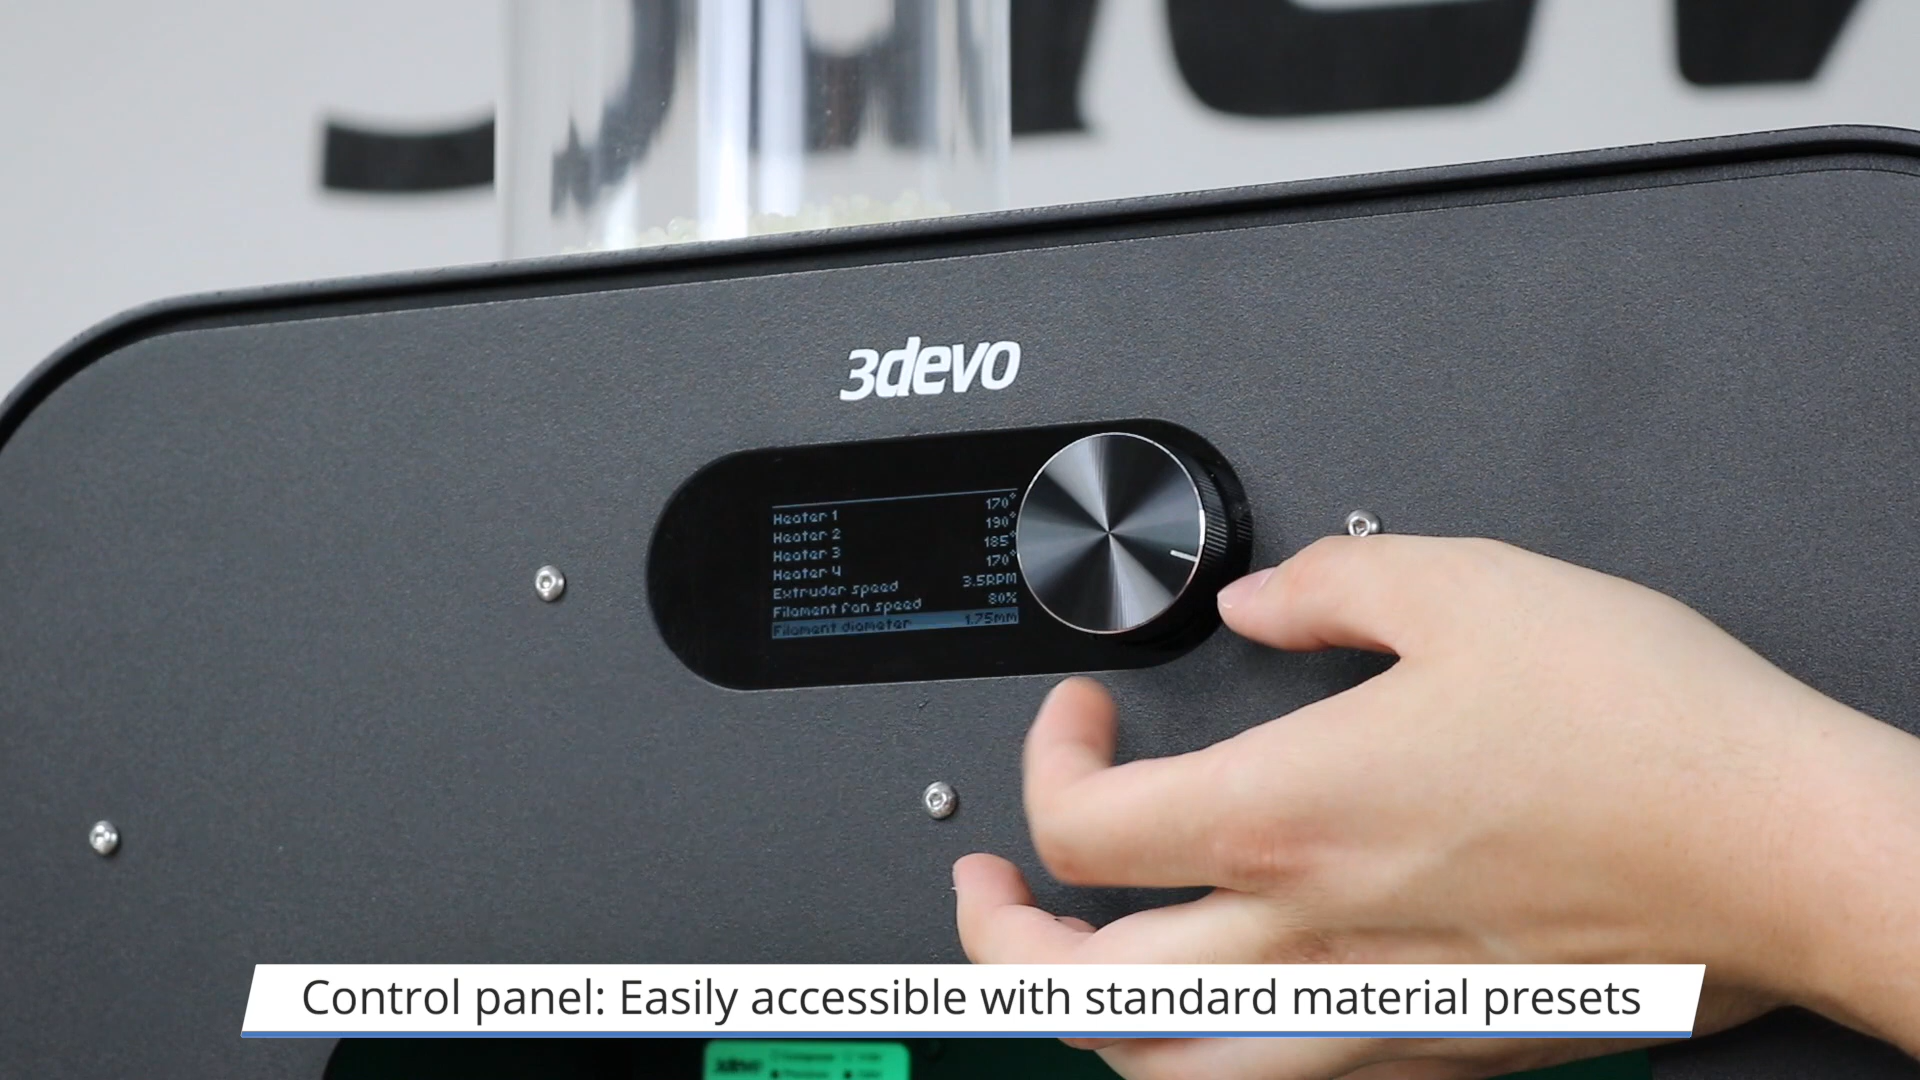 3devo
Heater 1 170°
Heater 2 190°
Heater 3 185°
Heater 4 170°
Extruder speed 3.5RPM
Filament fan speed 80%
Filament diameter 1.75mm
Control panel: Easily accessible with standard material presets
3devo